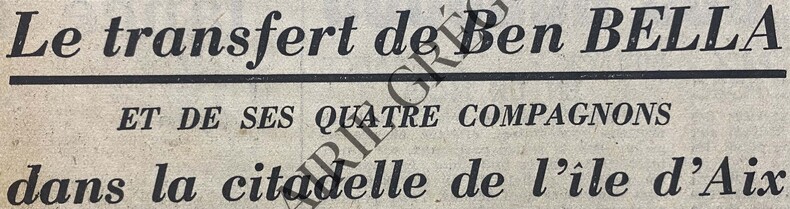 Le transfert de Ben BELLA
ET DE SES QUATRE COMPAGNONS
dans la citadelle de l'île d'Aix